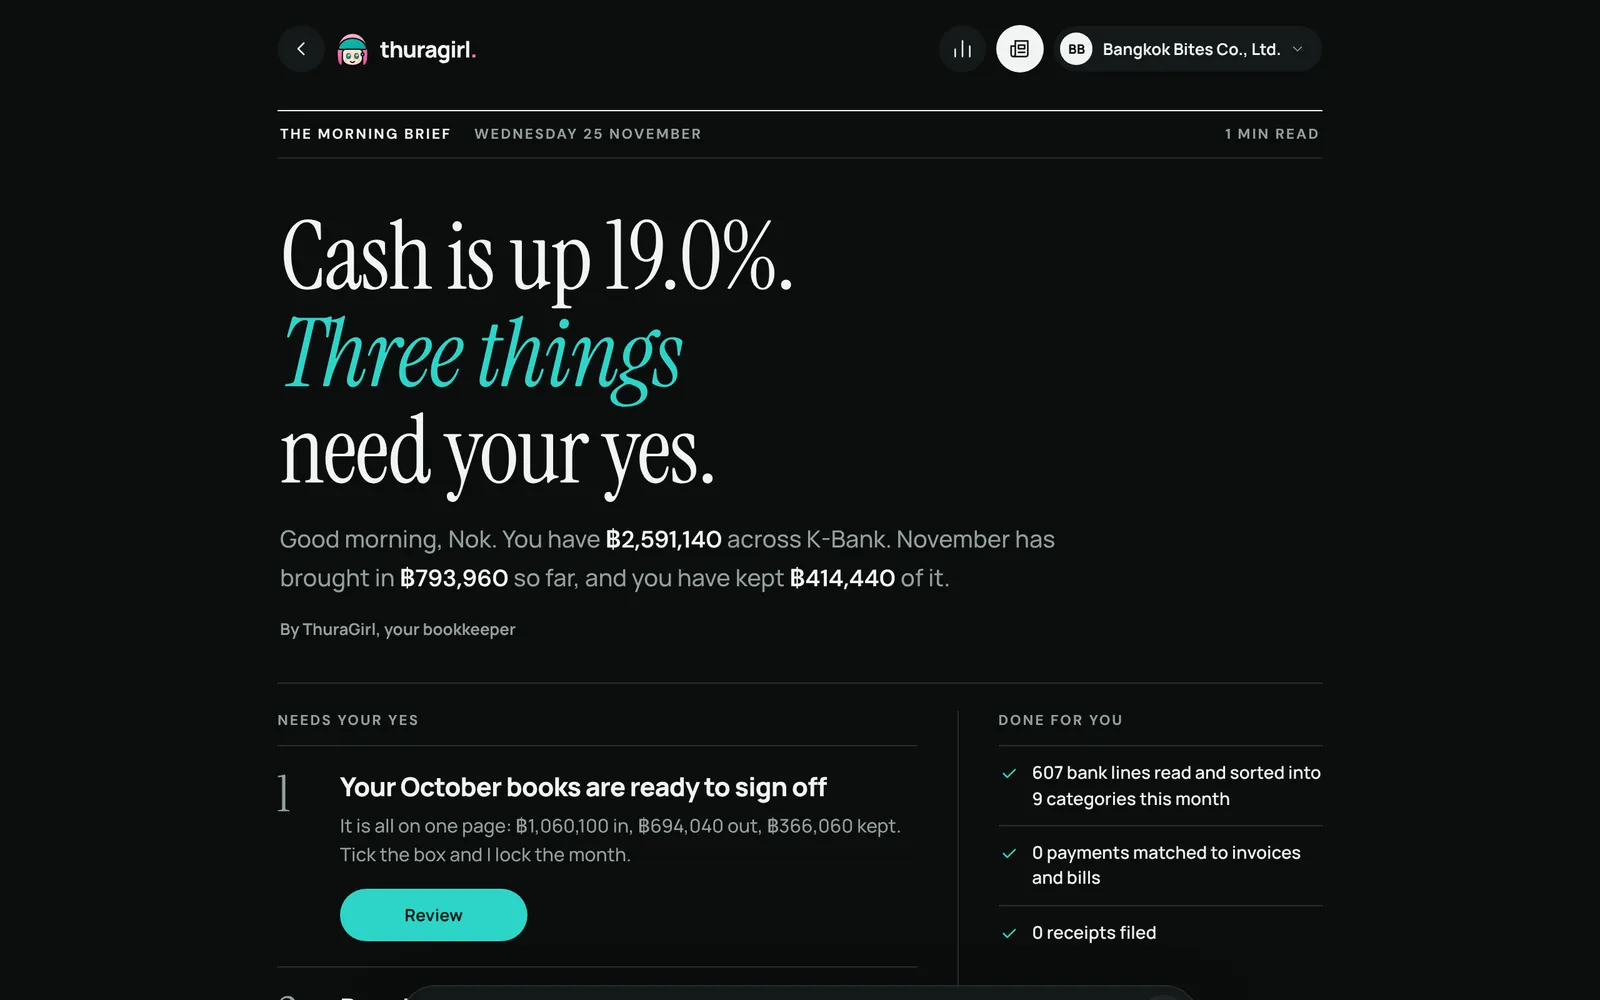 thuragirl.
BB Bangkok Bites Co., Ltd.
THE MORNING BRIEF WEDNESDAY 25 NOVEMBER 1 MIN READ
Cash is up 19.0%.
Three things
need your yes.
Good morning, Nok. You have ฿2,591,140 across K-Bank. November has
brought in ฿793,960 so far, and you have kept ฿414,440 of it.
By ThuraGirl, your bookkeeper
NEEDS YOUR YES
1
Your October books are ready to sign off
It is all on one page: ฿1,060,100 in, ฿694,040 out, ฿366,060 kept.
Tick the box and I lock the month.
Review
DONE FOR YOU
607 bank lines read and sorted into
9 categories this month
0 payments matched to invoices
and bills
0 receipts filed